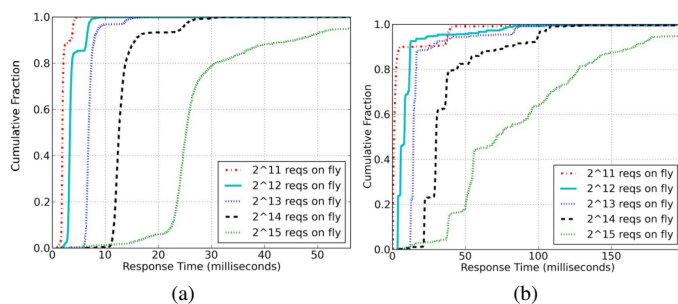 1.0
0.8
0.6
0.4
0.2
0.0
Cumulative Fraction
0 10 20 30 40 50
Response Time (milliseconds)
2^11 reqs on fly
2^12 reqs on fly
2^13 reqs on fly
2^14 reqs on fly
2^15 reqs on fly
(a)
1.0
0.8
0.6
0.4
0.2
0.0
Cumulative Fraction
0 50 100 150
Response Time (milliseconds)
2^11 reqs on fly
2^12 reqs on fly
2^13 reqs on fly
2^14 reqs on fly
2^15 reqs on fly
(b)